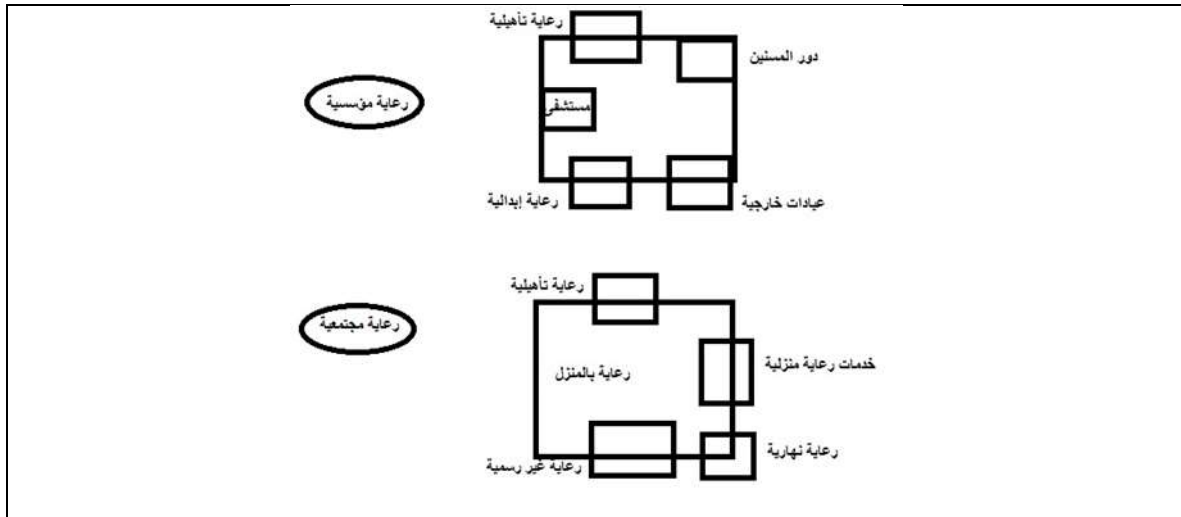 رعاية تأهيلية
دور المسنين
رعاية مؤسسية
مستشفى
رعاية إبدائية
عيادات خارجية
رعاية تأهيلية
رعاية مجتمعية
خدمات رعاية منزلية
رعاية بالمنزل
رعاية نهارية
رعاية غير رسمية